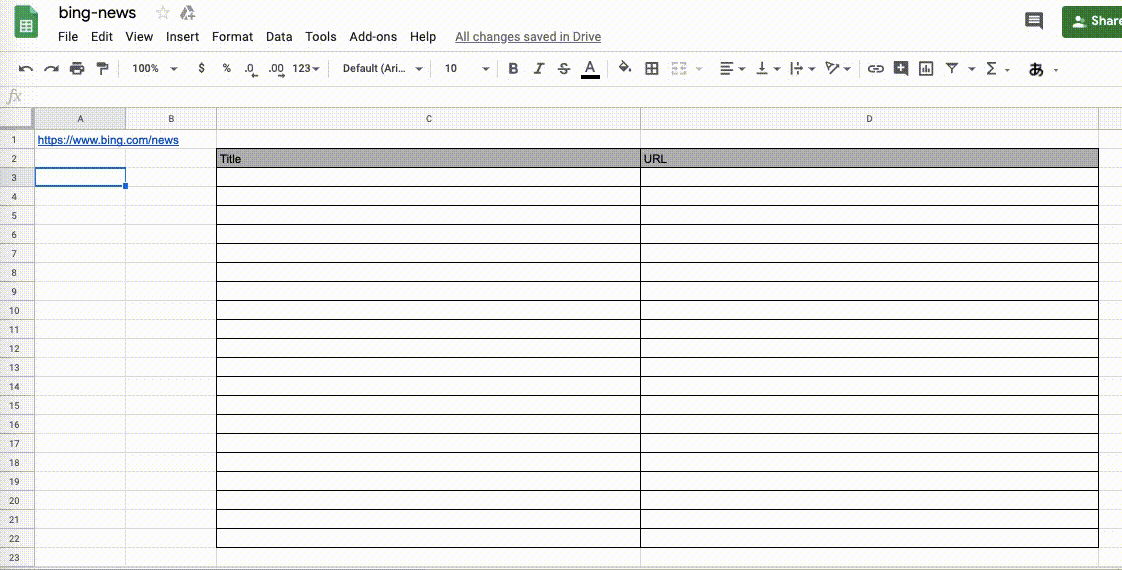 bing-news
File Edit View Insert Format Data Tools Add-ons Help All changes saved in Drive
Share
100% $ % .0 .00 123 Default (Ari... 10 B I S A あ
fx
A B C D
1 https://www.bing.com/news
2 Title URL
3
4
5
6
7
8
9
10
11
12
13
14
15
16
17
18
19
20
21
22
23